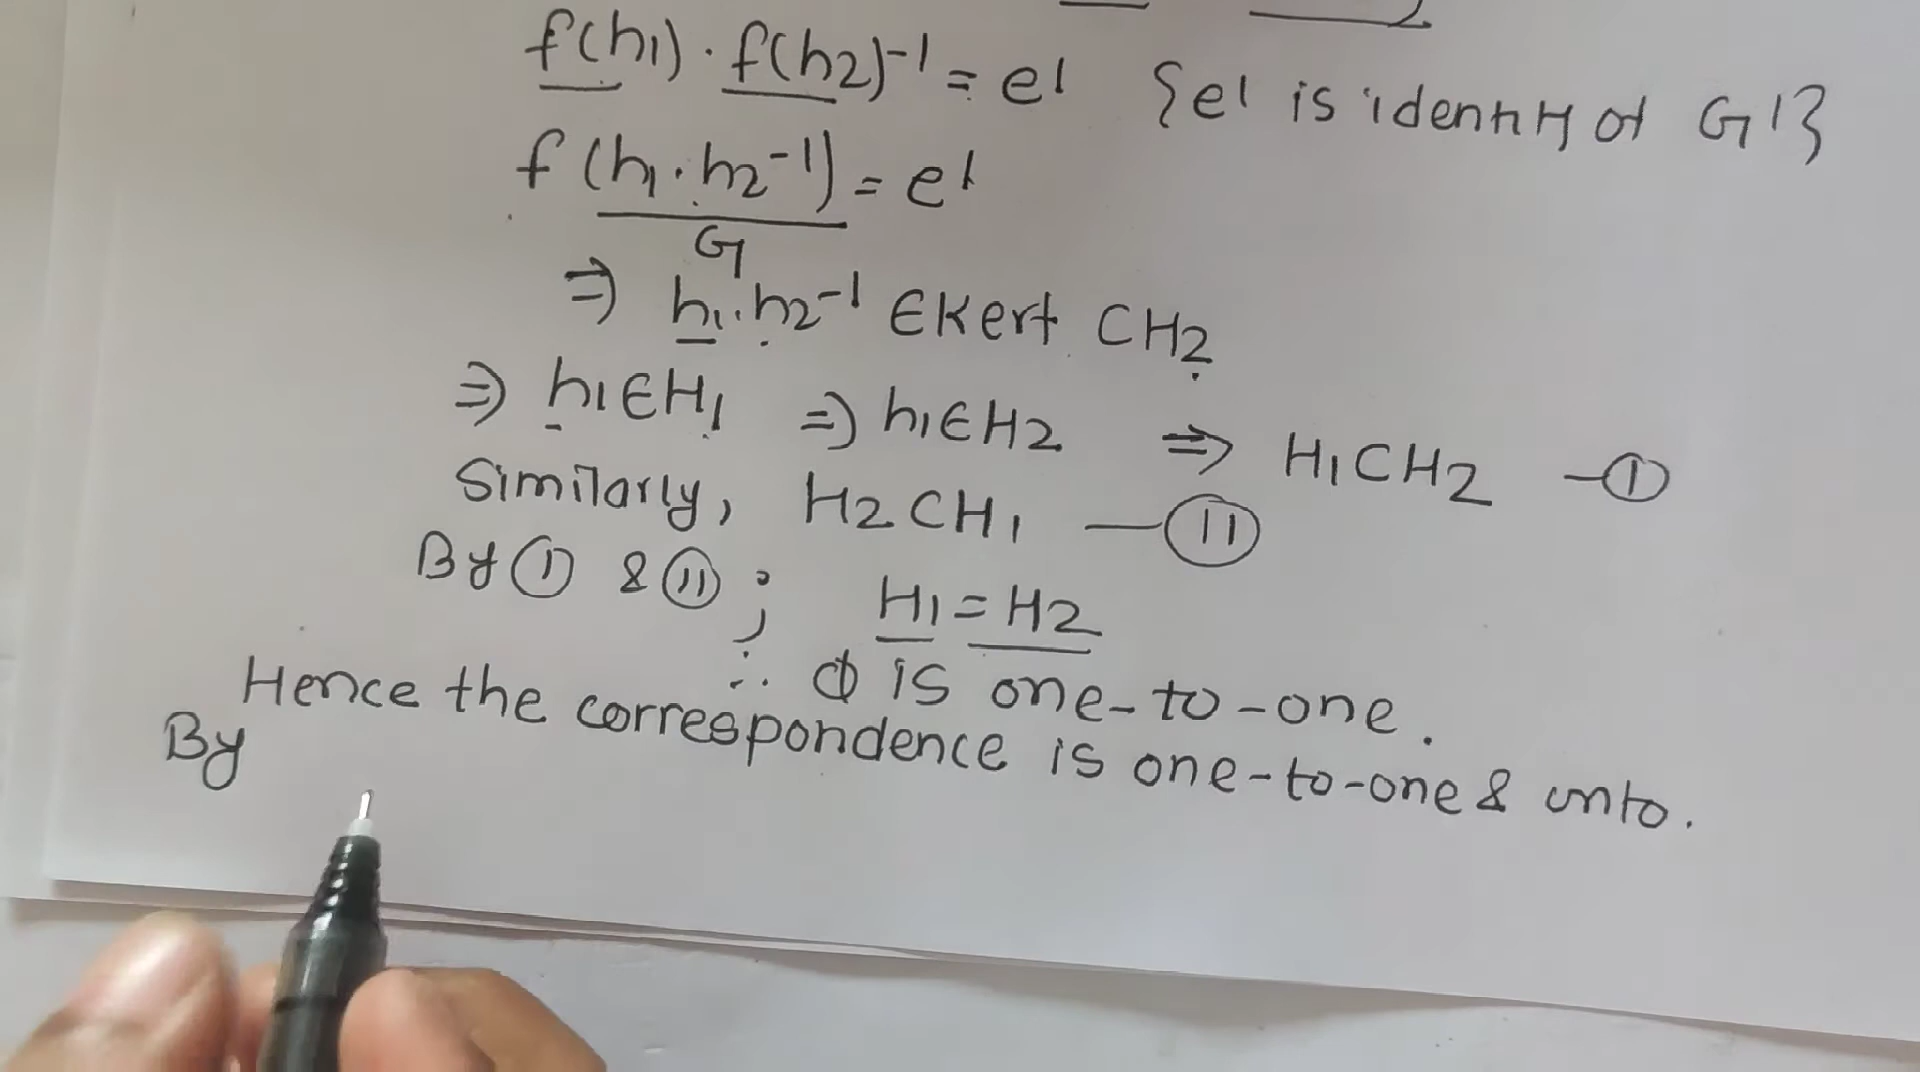 f(h1) · f(h2)⁻¹ = e' {e' is identity of G'}
f(h1·h2⁻¹) = e'
G
⇒ h1·h2⁻¹ ∈ Kerf ⊂ H2
⇒ h1∈H1 ⇒ h1∈H2 ⇒ H1⊂H2 —Ⓘ
Similarly, H2⊂H1 —(II)
By Ⓘ & (II) ; H1=H2
∴ Φ is one-to-one.
Hence the correspondence is one-to-one & onto.
By